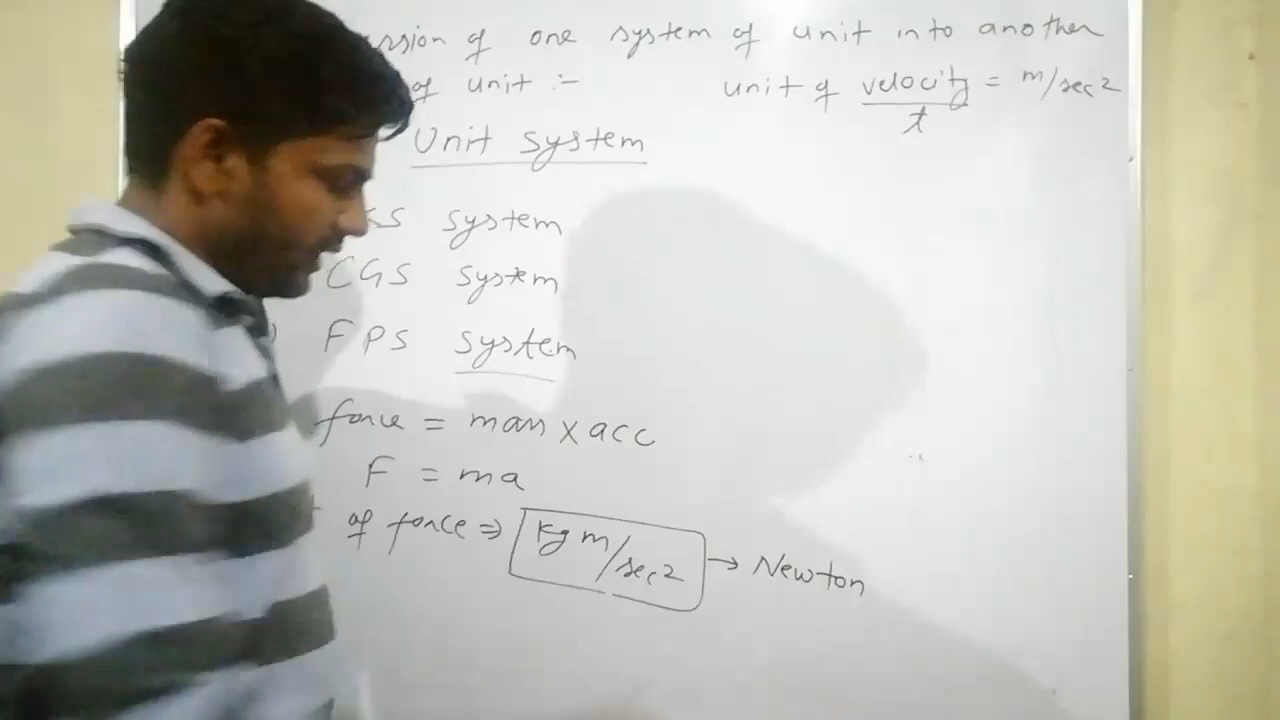 of one system of unit into another
of unit :-
unit of velocity/t = m/sec²
Unit system
system
CGS system
) FPS system
force = mass x acc
F = ma
of force ⇒ kg m/sec² → Newton